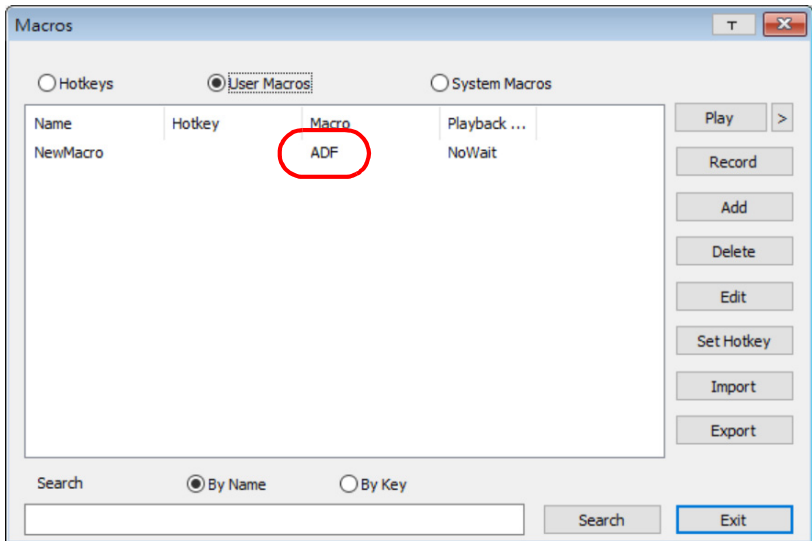 Macros
Hotkeys User Macros System Macros
Name Hotkey Macro Playback ...
NewMacro ADF NoWait
Play >
Record
Add
Delete
Edit
Set Hotkey
Import
Export
Search By Name By Key
Search Exit